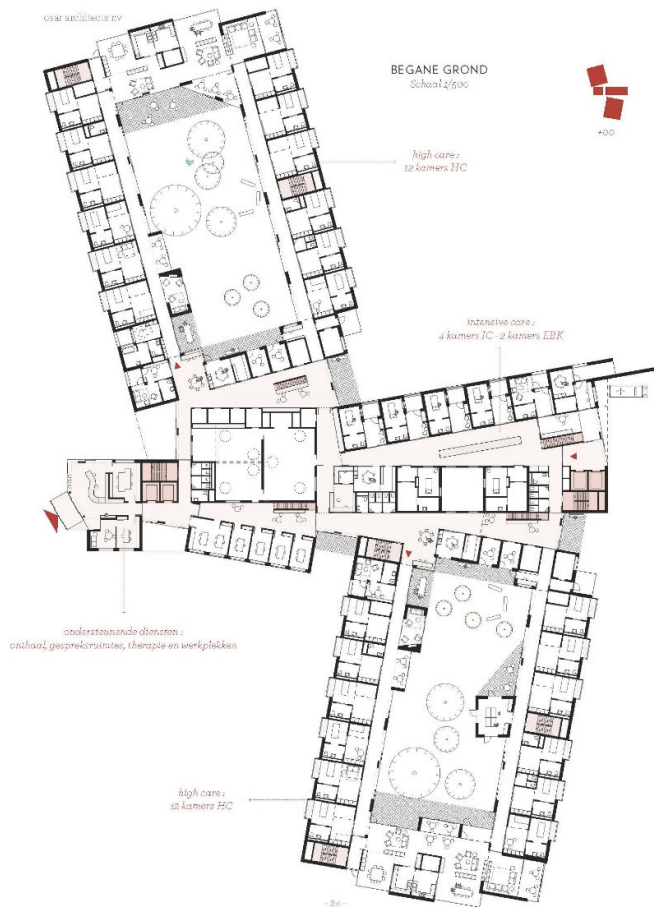 osar architects nv
BEGANE GROND
Schaal 1/500
+00
high care :
12 kamers HC
intensive care :
4 kamers IC - 2 kamers EBK
ondersteunende diensten :
onthaal, gespreksruimtes, therapie en werkplekken
high care :
12 kamers HC
- 24 -